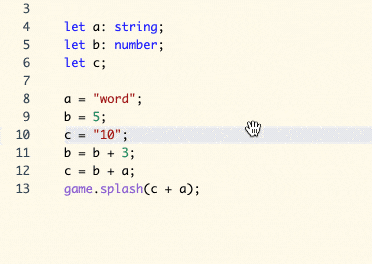 3
4 let a: string;
5 let b: number;
6 let c;
7
8 a = "word";
9 b = 5;
10 c = "10";
11 b = b + 3;
12 c = b + a;
13 game.splash(c + a);